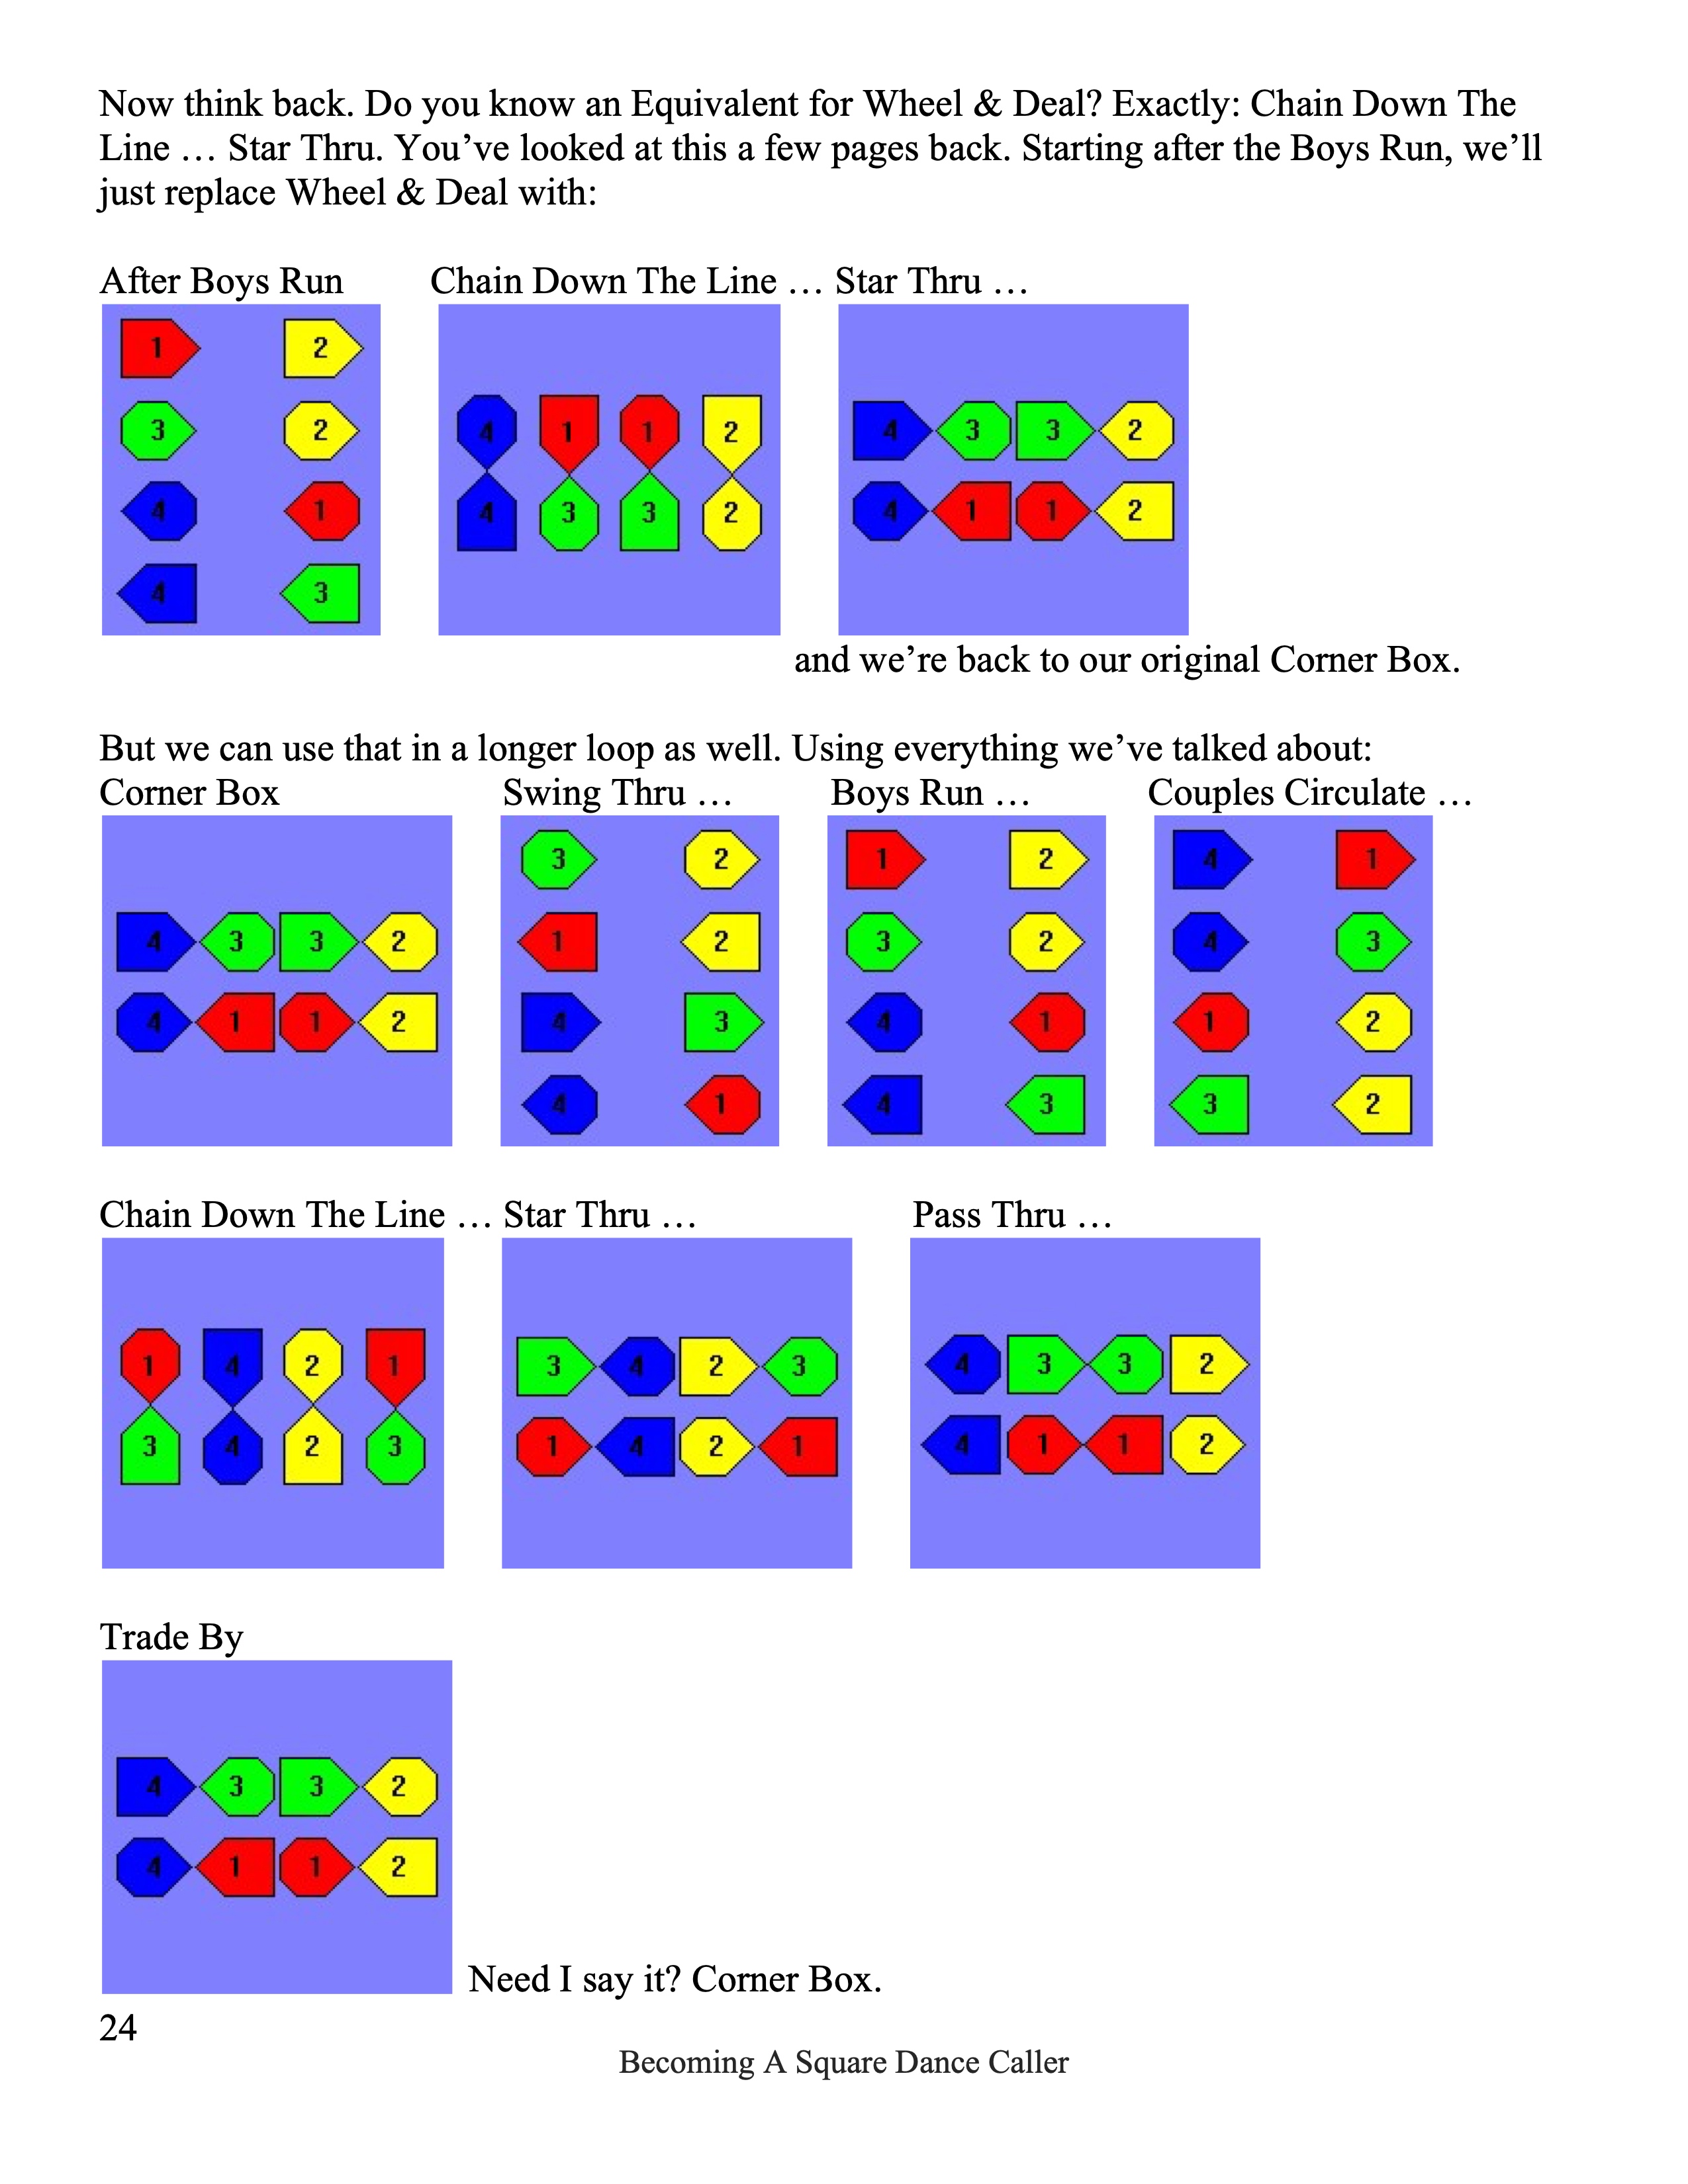 Now think back. Do you know an Equivalent for Wheel & Deal? Exactly: Chain Down The
Line … Star Thru. You’ve looked at this a few pages back. Starting after the Boys Run, we’ll
just replace Wheel & Deal with:
After Boys Run Chain Down The Line … Star Thru …
1 2
3 2
4 1
4 3
4 1 1 2
4 3 3 2
4 3 3 2
4 1 1 2
and we’re back to our original Corner Box.
But we can use that in a longer loop as well. Using everything we’ve talked about:
Corner Box Swing Thru … Boys Run … Couples Circulate …
4 3 3 2
4 1 1 2
3 2
1 2
4 3
4 1
1 2
3 2
4 1
4 3
4 1
4 3
1 2
3 2
Chain Down The Line … Star Thru … Pass Thru …
1 4 2 1
3 4 2 3
3 4 2 3
1 4 2 1
4 3 3 2
4 1 1 2
Trade By
4 3 3 2
4 1 1 2
Need I say it? Corner Box.
24
Becoming A Square Dance Caller